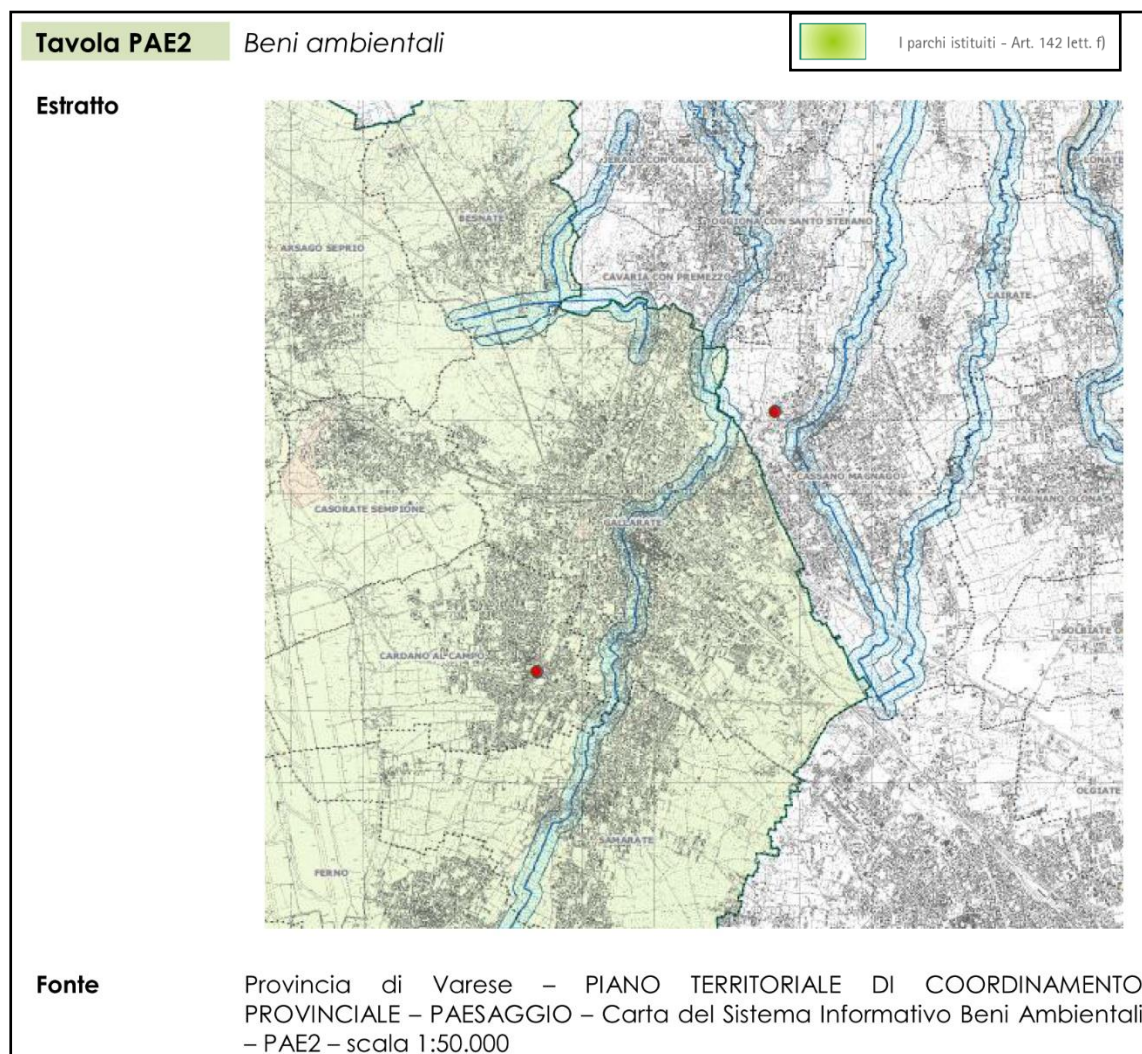 Tavola PAE2 Beni ambientali
I parchi istituiti - Art. 142 lett. f)
Estratto
JERAGO CON ORAGO
LONATE
BESNATE
OGGIONA CON SANTO STEFANO
ARSAGO SEPRIO
CAVARIA CON PREMEZZO
CAIRATE
CASSANO MAGNAGO
FAGNANO OLONA
CASORATE SEMPIONE
GALLARATE
SOLBIATE O
CARDANO AL CAMPO
OLGIATE
SAMARATE
FERNO
Fonte Provincia di Varese – PIANO TERRITORIALE DI COORDINAMENTO
PROVINCIALE – PAESAGGIO – Carta del Sistema Informativo Beni Ambientali
– PAE2 – scala 1:50.000